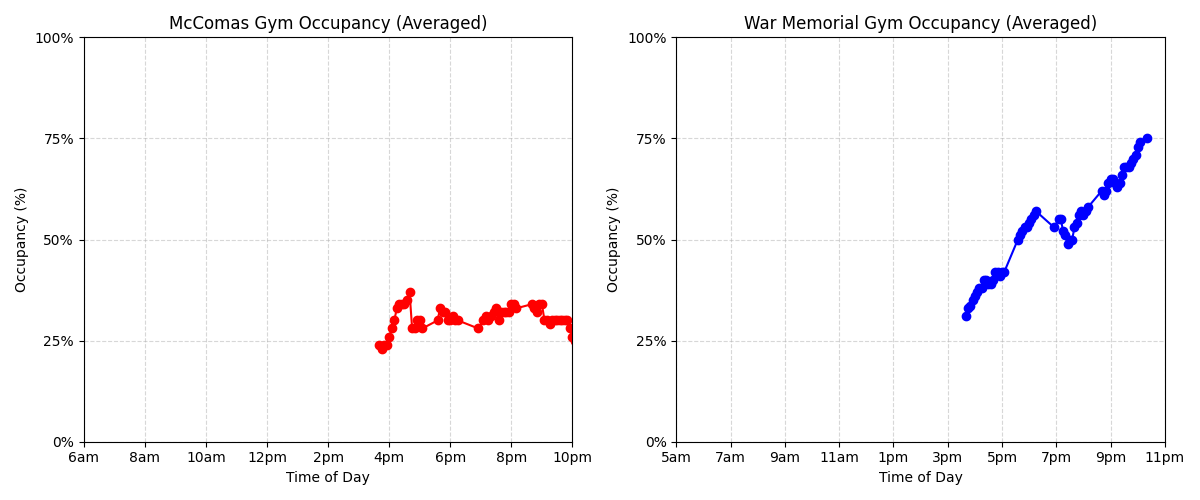 McComas Gym Occupancy (Averaged)
100%
75%
50%
25%
0%
Occupancy (%)
6am 8am 10am 12pm 2pm 4pm 6pm 8pm 10pm
Time of Day
War Memorial Gym Occupancy (Averaged)
100%
75%
50%
25%
0%
Occupancy (%)
5am 7am 9am 11am 1pm 3pm 5pm 7pm 9pm 11pm
Time of Day